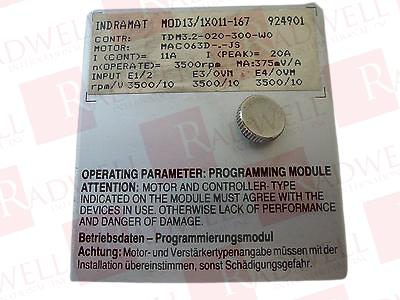 INDRAMAT MOD13/1X011-167 924901
CONTR: TDM3.2-020-300-W0
MOTOR: MAC063D-.-JS
I (CONT)= 11A I (PEAK)= 20A
n(OPERATE)= 3500rpm MA:375mV/A
INPUT E1/2 E3/OVM E4/OVM
rpm/V 3500/10 3500/10 3500/10
OPERATING PARAMETER: PROGRAMMING MODULE
ATTENTION: MOTOR AND CONTROLLER-TYPE
INDICATED ON THE MODULE MUST AGREE WITH THE
DEVICES IN USE. OTHERWISE LACK OF PERFORMANCE
AND DANGER OF DAMAGE.
Betriebsdaten – Programmierungsmodul
Achtung: Motor- und Verstärkertypenangabe müssen mit der
Installation übereinstimmen, sonst Schädigungsgefahr.
RADWELL